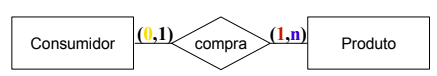 Consumidor (0,1) compra (1,n) Produto